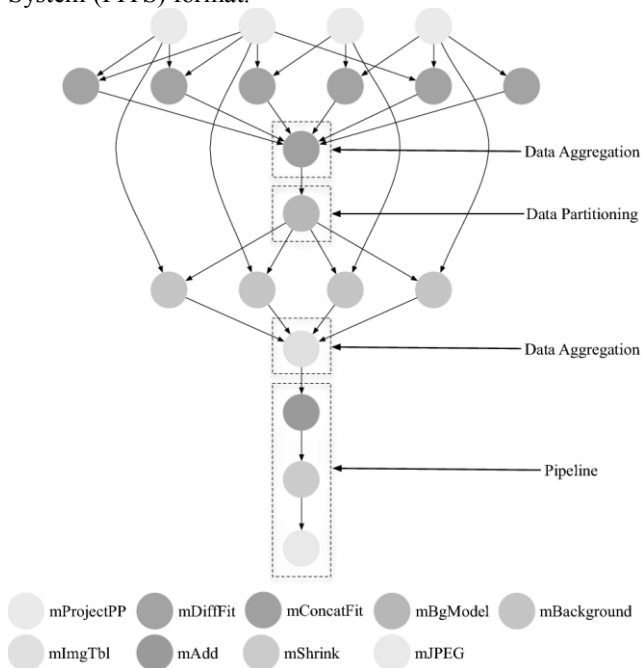 System (FITS) format.
Data Aggregation
Data Partitioning
Data Aggregation
Pipeline
mProjectPP mDiffFit mConcatFit mBgModel mBackground
mImgTbl mAdd mShrink mJPEG